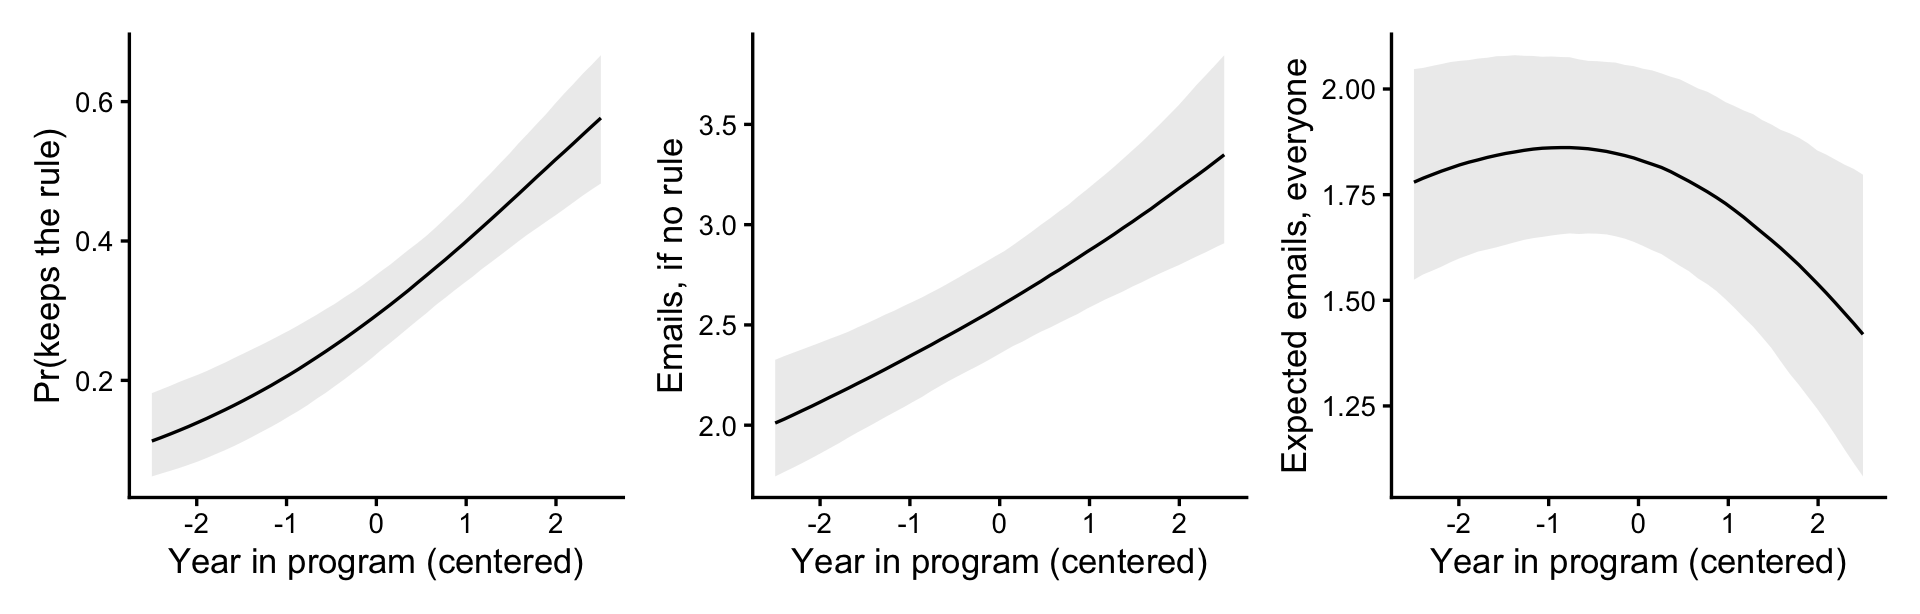 Pr(keeps the rule)
0.6
0.4
0.2
-2 -1 0 1 2
Year in program (centered)
Emails, if no rule
3.5
3.0
2.5
2.0
-2 -1 0 1 2
Year in program (centered)
Expected emails, everyone
2.00
1.75
1.50
1.25
-2 -1 0 1 2
Year in program (centered)